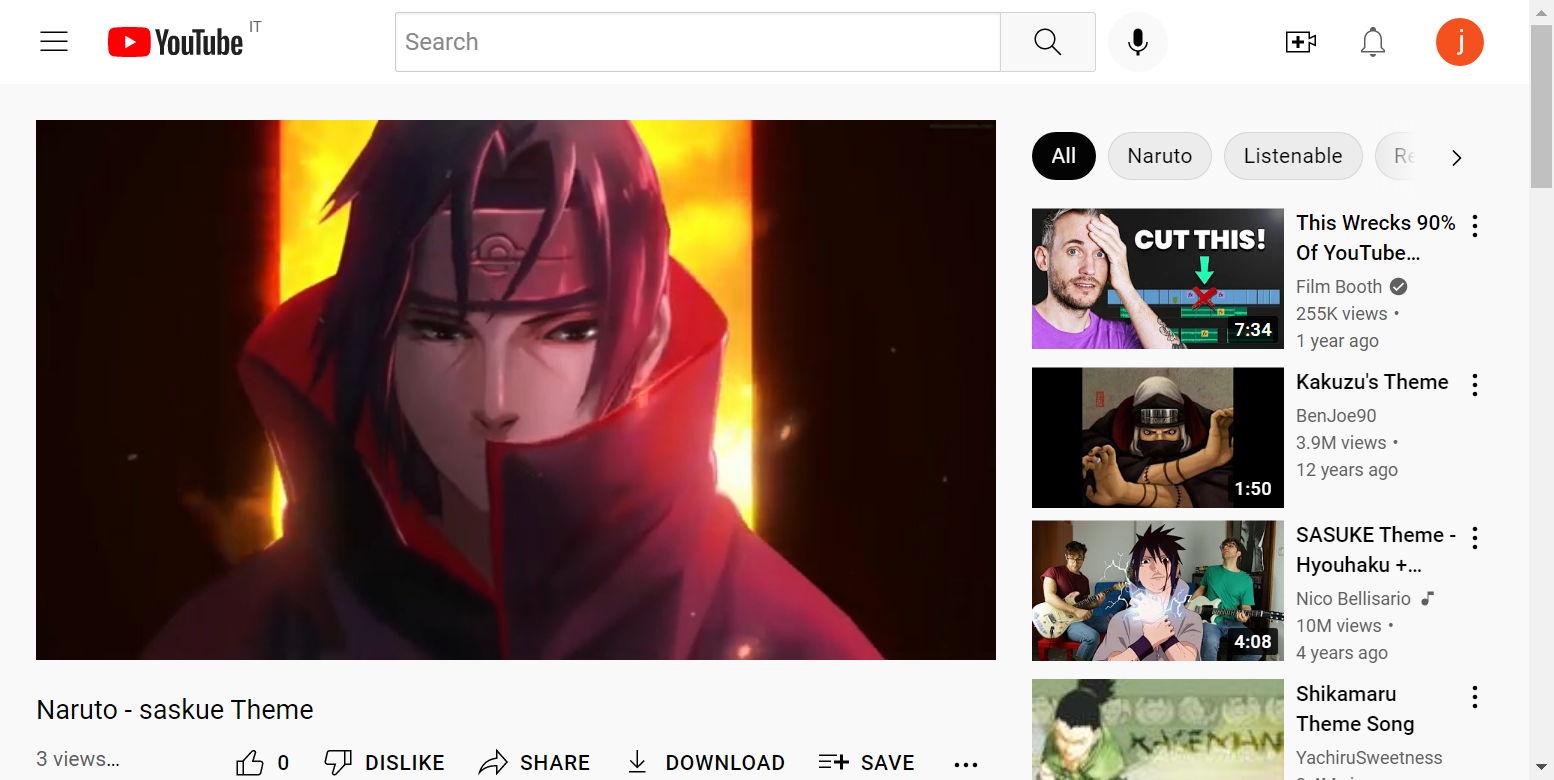 YouTube IT
Search
j
All
Naruto
Listenable
Re
CUT THIS!
7:34
This Wrecks 90%
Of YouTube…
Film Booth
255K views •
1 year ago
1:50
Kakuzu's Theme
BenJoe90
3.9M views •
12 years ago
4:08
SASUKE Theme -
Hyouhaku +…
Nico Bellisario
10M views •
4 years ago
Shikamaru
Theme Song
YachiruSweetness
Naruto - saskue Theme
3 views…
0
DISLIKE
SHARE
DOWNLOAD
SAVE